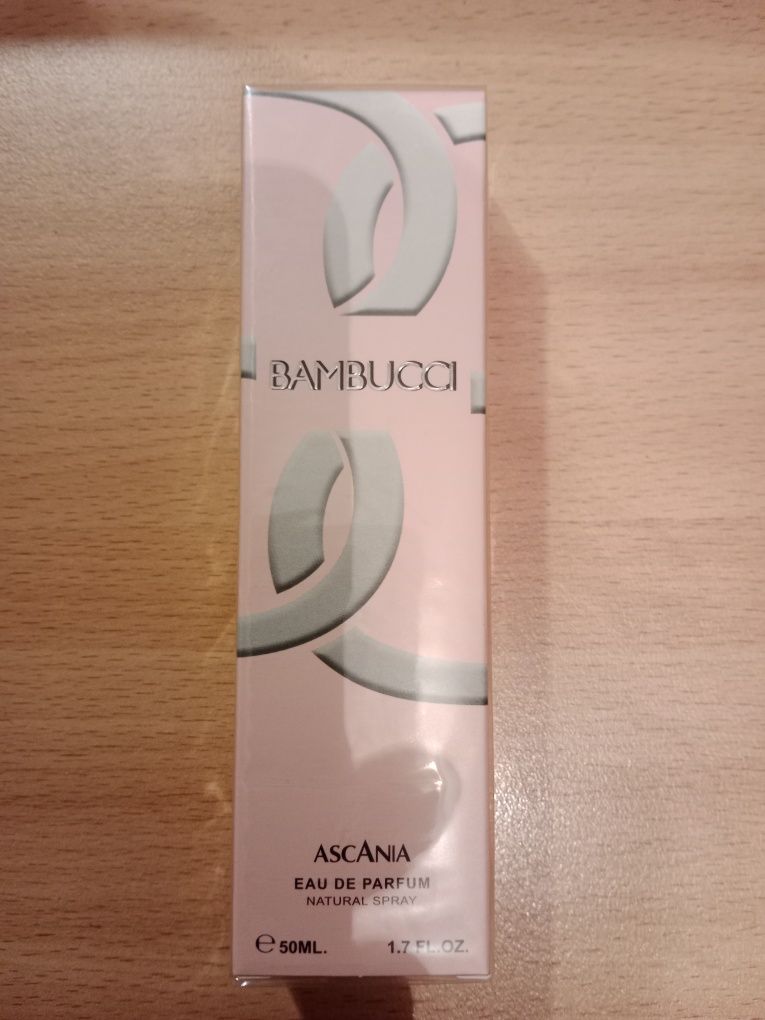 BAMBUCCI
ASCANIA
EAU DE PARFUM
NATURAL SPRAY
℮ 50ML. 1.7 FL.OZ.